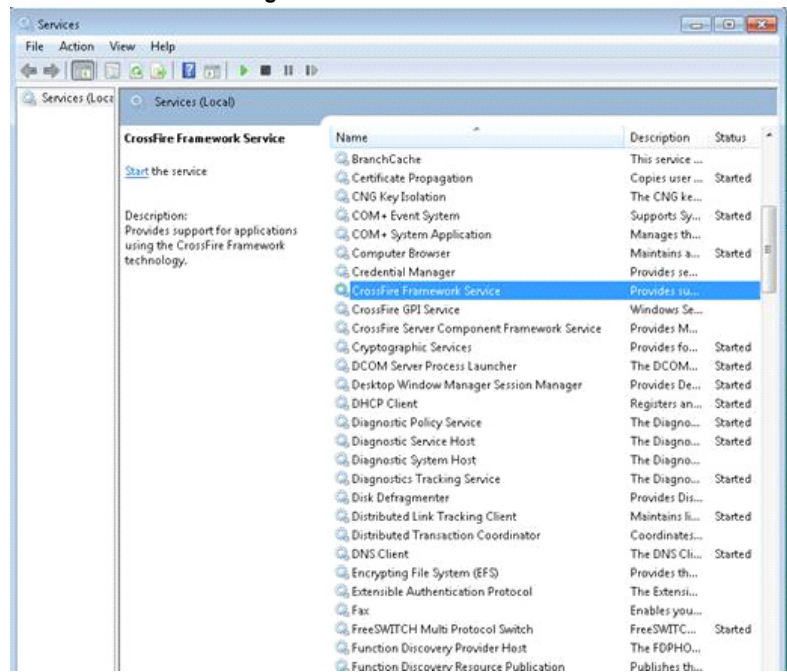 Services
File Action View Help
Services (Loca
Services (Local)
CrossFire Framework Service
Start the service
Description:
Provides support for applications
using the CrossFire Framework
technology.
Name Description Status
BranchCache This service ...
Certificate Propagation Copies user ... Started
CNG Key Isolation The CNG ke...
COM+ Event System Supports Sy... Started
COM+ System Application Manages th...
Computer Browser Maintains a... Started
Credential Manager Provides se...
CrossFire Framework Service Provides su...
CrossFire GPI Service Windows Se...
CrossFire Server Component Framework Service Provides M...
Cryptographic Services Provides fo... Started
DCOM Server Process Launcher The DCOM... Started
Desktop Window Manager Session Manager Provides De... Started
DHCP Client Registers an... Started
Diagnostic Policy Service The Diagno... Started
Diagnostic Service Host The Diagno... Started
Diagnostic System Host The Diagno...
Diagnostics Tracking Service The Diagno... Started
Disk Defragmenter Provides Dis...
Distributed Link Tracking Client Maintains li... Started
Distributed Transaction Coordinator Coordinates...
DNS Client The DNS Cli... Started
Encrypting File System (EFS) Provides th...
Extensible Authentication Protocol The Extensi...
Fax Enables you...
FreeSWITCH Multi Protocol Switch FreeSWITC... Started
Function Discovery Provider Host The FDPHO...
Function Discovery Resource Publication Publishes th...